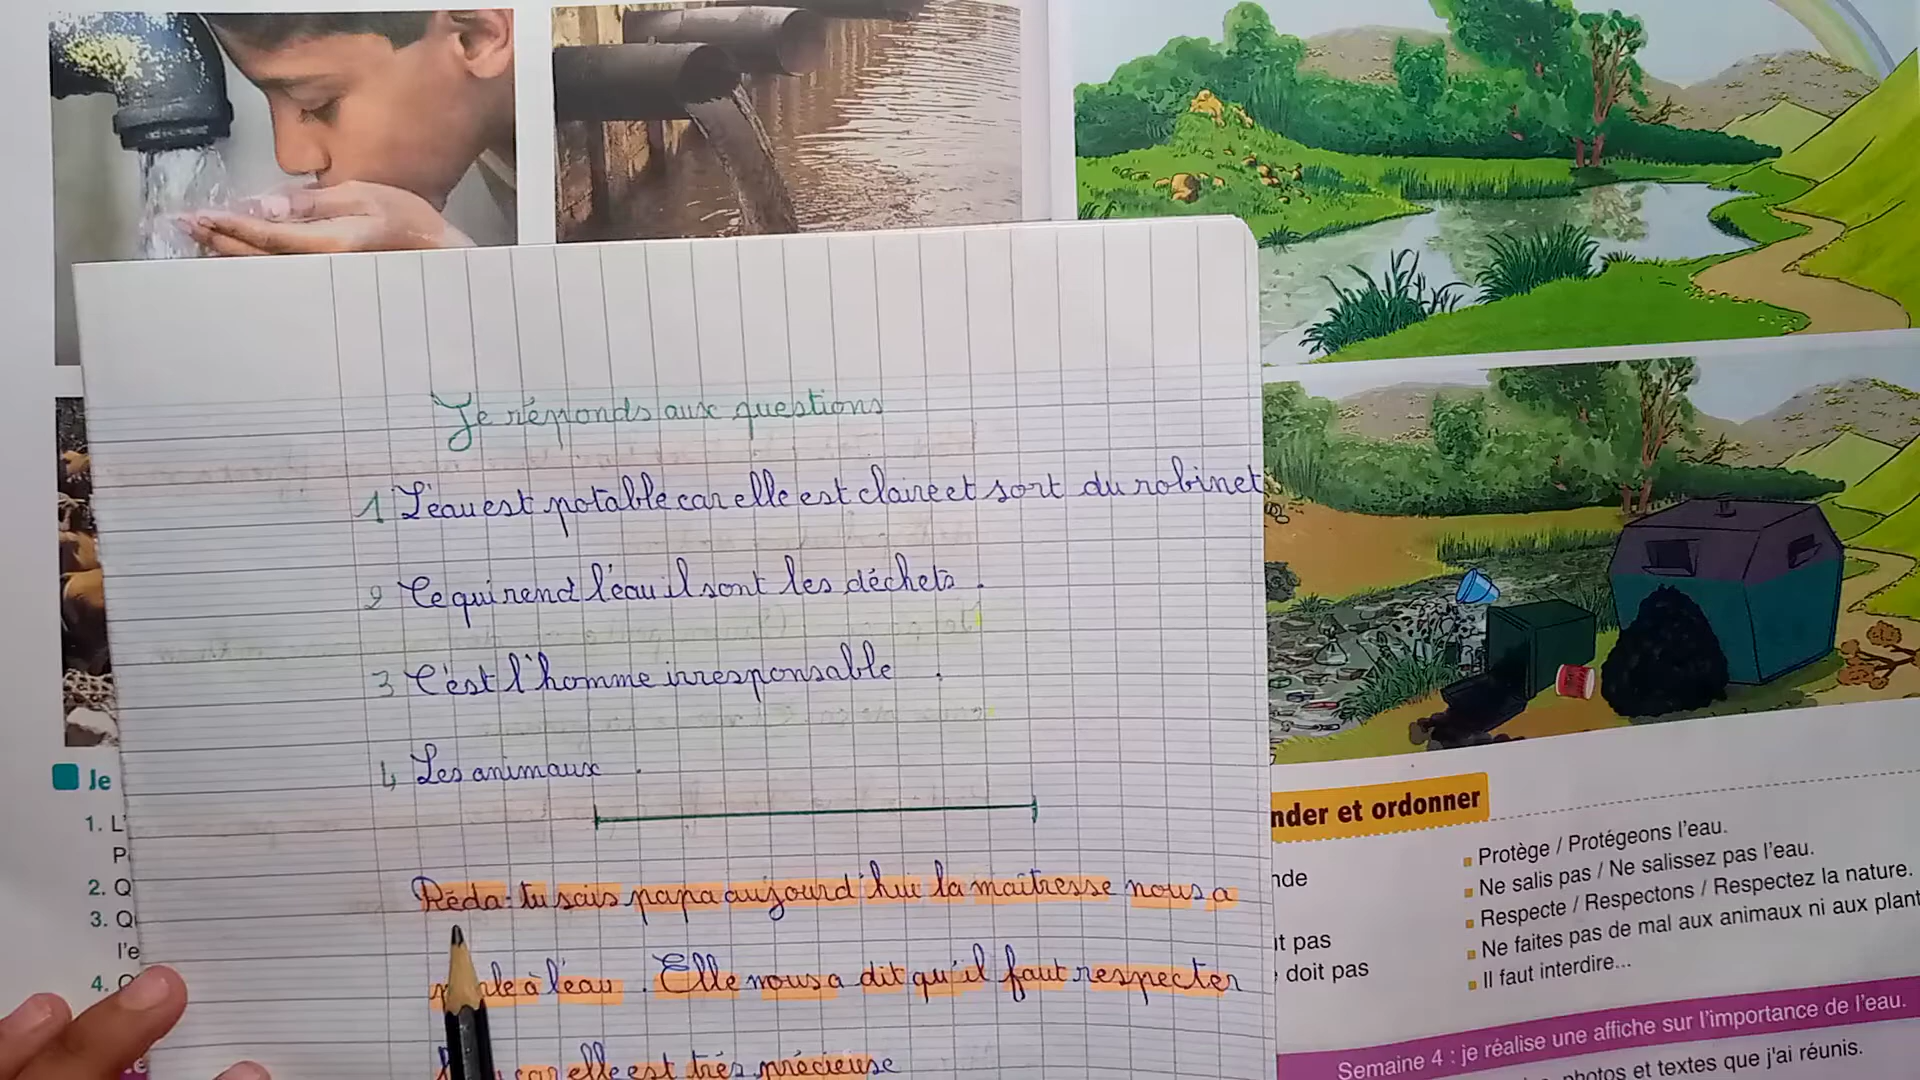 Je réponds aux questions
1 L'eau est potable car elle est claire et sort du robinet
2 Ce qui rend l'eau il sont les déchets .
3 C'est l'homme irresponsable .
4 Les animaux .
Réda: tu sais papa aujourd'hui la maîtresse nous a
à l'eau . Elle nous a dit qu'il faut respecter
car elle est très précieuse
Je
1. L'
2. Q
3. Q
l'e
4. Q
nder et ordonner
nde
it pas
doit pas
Protège / Protégeons l'eau.
Ne salis pas / Ne salissez pas l'eau.
Respecte / Respectons / Respectez la nature.
Ne faites pas de mal aux animaux ni aux plant
Il faut interdire...
Semaine 4 : je réalise une affiche sur l'importance de l'eau.
photos et textes que j'ai réunis.